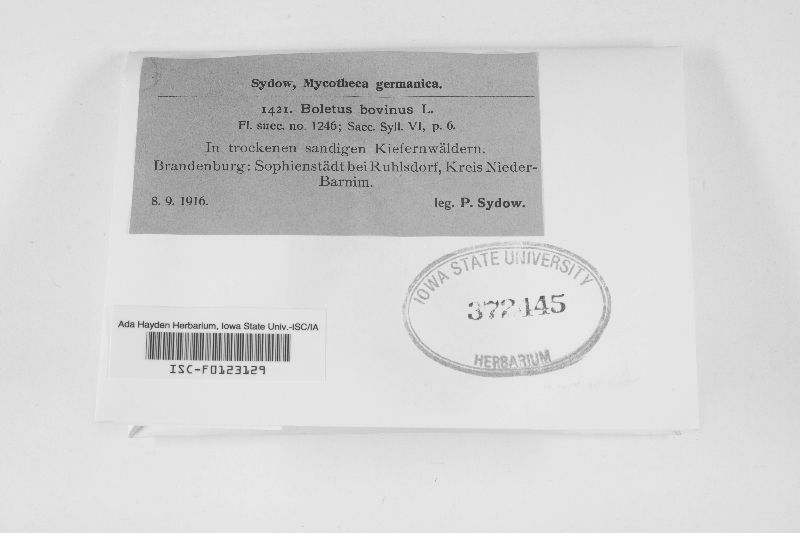 Sydow, Mycotheca germanica.
1421. Boletus bovinus L.
Fl. succ. no. 1246; Sacc. Syll. VI, p. 6.
In trockenen sandigen Kiefernwäldern.
Brandenburg: Sophienstädt bei Ruhlsdorf, Kreis Nieder-
Barnim.
8. 9. 1916. leg. P. Sydow.
IOWA STATE UNIVERSITY
372445
HERBARIUM
Ada Hayden Herbarium, Iowa State Univ.-ISC/IA
ISC-F0123129